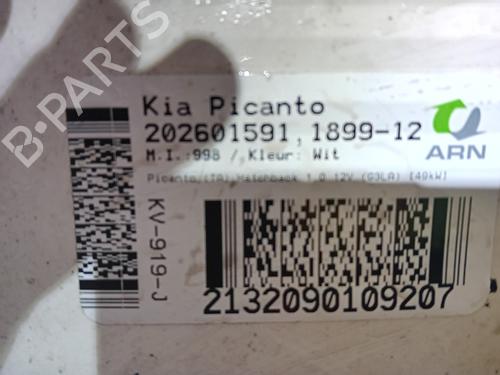 B-PARTS
Kia Picanto
202601591, 1899-12
M.I.:998 /, Kleur: Wit
Picanto (TA), Hatchback 1.0 12V (G3LA) [49kW]
ARN
KV-919-J
2132090109207